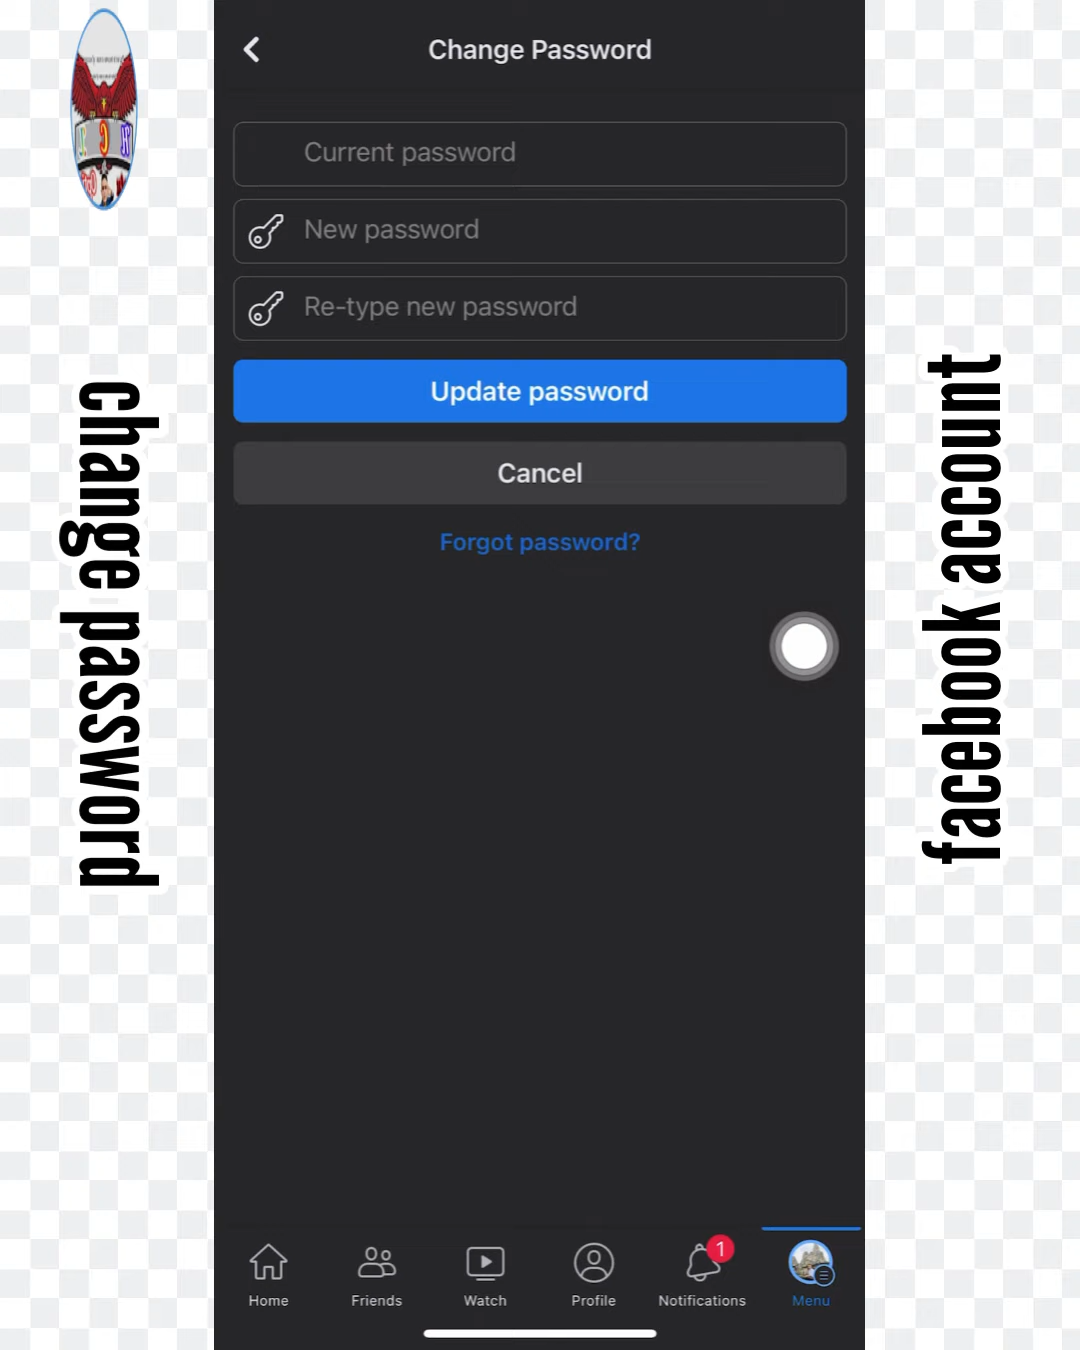 Change Password
Current password
New password
Re-type new password
Update password
Cancel
Forgot password?
change password
facebook account
1
Home
Friends
Watch
Profile
Notifications
Menu